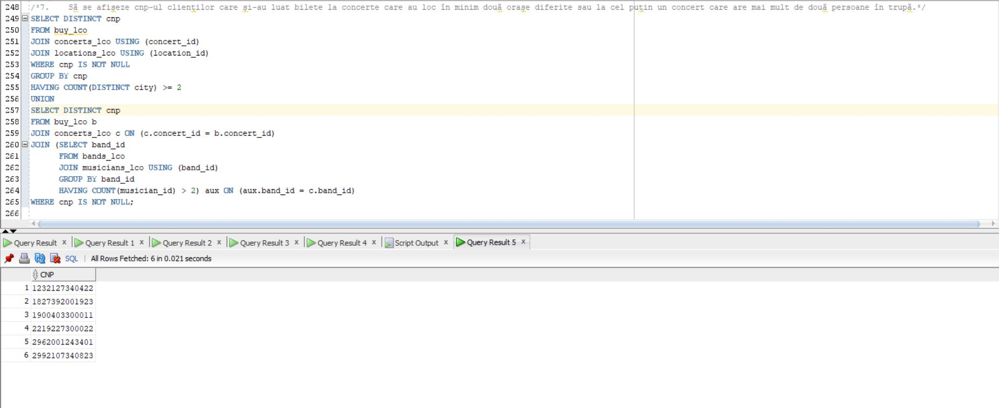 248 /*7. Să se afișeze cnp-ul clienților care și-au luat bilete la concerte care au loc în minim două orașe diferite sau la cel puțin un concert care are mai mult de două persoane în trupă.*/
249 SELECT DISTINCT cnp
250 FROM buy_lco
251 JOIN concerts_lco USING (concert_id)
252 JOIN locations_lco USING (location_id)
253 WHERE cnp IS NOT NULL
254 GROUP BY cnp
255 HAVING COUNT(DISTINCT city) >= 2
256 UNION
257 SELECT DISTINCT cnp
258 FROM buy_lco b
259 JOIN concerts_lco c ON (c.concert_id = b.concert_id)
260 JOIN (SELECT band_id
261 FROM bands_lco
262 JOIN musicians_lco USING (band_id)
263 GROUP BY band_id
264 HAVING COUNT(musician_id) > 2) aux ON (aux.band_id = c.band_id)
265 WHERE cnp IS NOT NULL;
266
Query Result x Query Result 1 x Query Result 2 x Query Result 3 x Query Result 4 x Script Output x Query Result 5 x
SQL | All Rows Fetched: 6 in 0.021 seconds
CNP
1 1232127340422
2 1827392001923
3 1900403300011
4 2219227300022
5 2962001243401
6 2992107340823